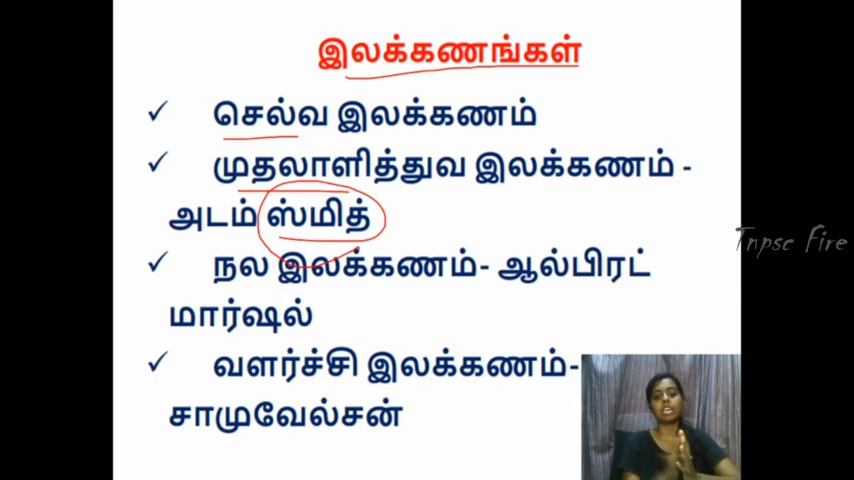 இலக்கணங்கள்
✓ செல்வ இலக்கணம்
✓ முதலாளித்துவ இலக்கணம் -
அடம் ஸ்மித்
✓ நல இலக்கணம்- ஆல்பிரட்
மார்ஷல்
✓ வளர்ச்சி இலக்கணம்-
சாமுவேல்சன்
Tnpsc Fire